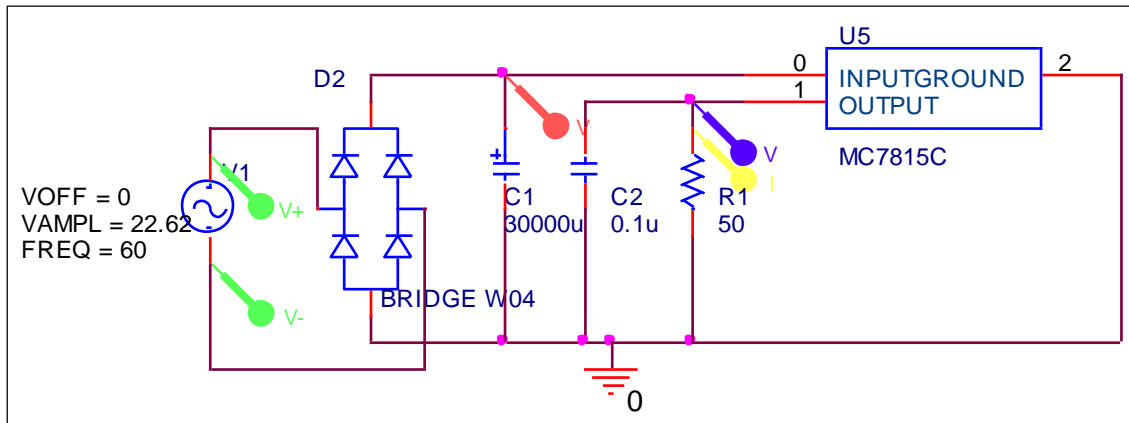 U5
0
INPUTGROUND
2
1
OUTPUT
MC7815C
D2
V1
VOFF = 0
VAMPL = 22.62
FREQ = 60
V+
V-
BRIDGE W04
+
C1
30000u
V
C2
0.1u
R1
50
V
I
0